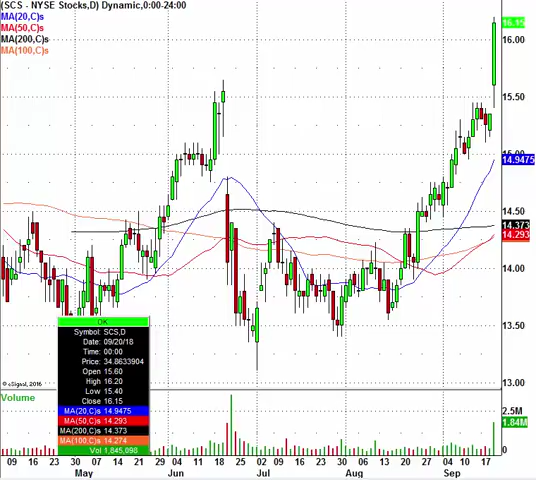 (SCS - NYSE Stocks,D) Dynamic,0:00-24:00
MA(20,C)s
MA(50,C)s
MA(200,C)s
MA(100,C)s
16.15
16.00
15.50
15.00
14.9475
14.50
14.373
14.293
14.00
13.50
13.00
OK
Symbol: SCS,D
Date: 09/20/18
Time: 00:00
Price: 34.8633904
Open 15.60
High 16.20
Low 15.40
Close 16.15
MA(20,C)s 14.9475
MA(50,C)s 14.293
MA(200,C)s 14.373
MA(100,C)s 14.274
Vol 1,845,098
© eSignal, 2016
Volume
2.5M
1.84M
0
09 16 23 May 07 14 21 29 Jun 04 11 18 25 Jul 02 09 16 23 30 Aug 06 13 20 27 Sep 04 10 17